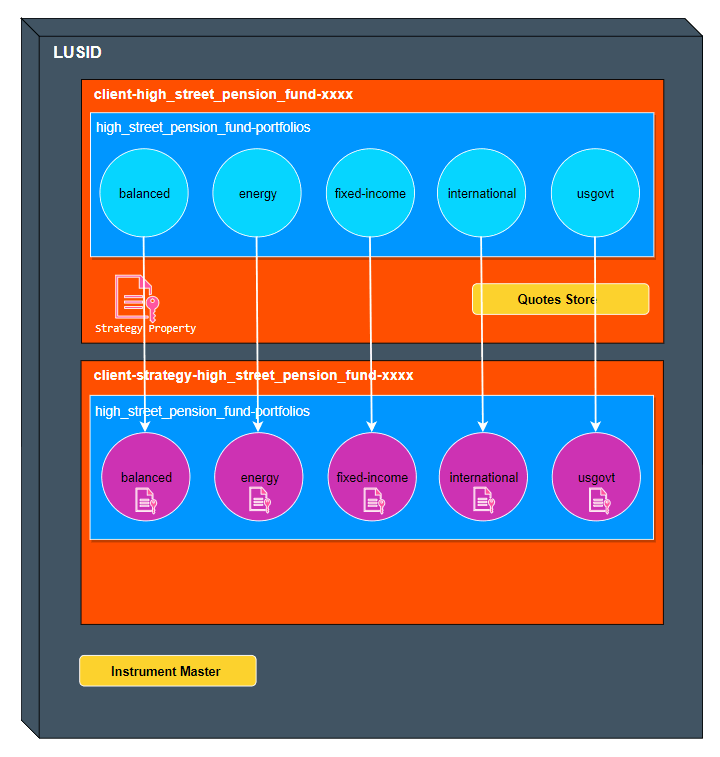 LUSID
client-high_street_pension_fund-xxxx
high_street_pension_fund-portfolios
balanced
energy
fixed-income
international
usgovt
Quotes Store
Strategy Property
client-strategy-high_street_pension_fund-xxxx
high_street_pension_fund-portfolios
balanced
energy
fixed-income
international
usgovt
Instrument Master